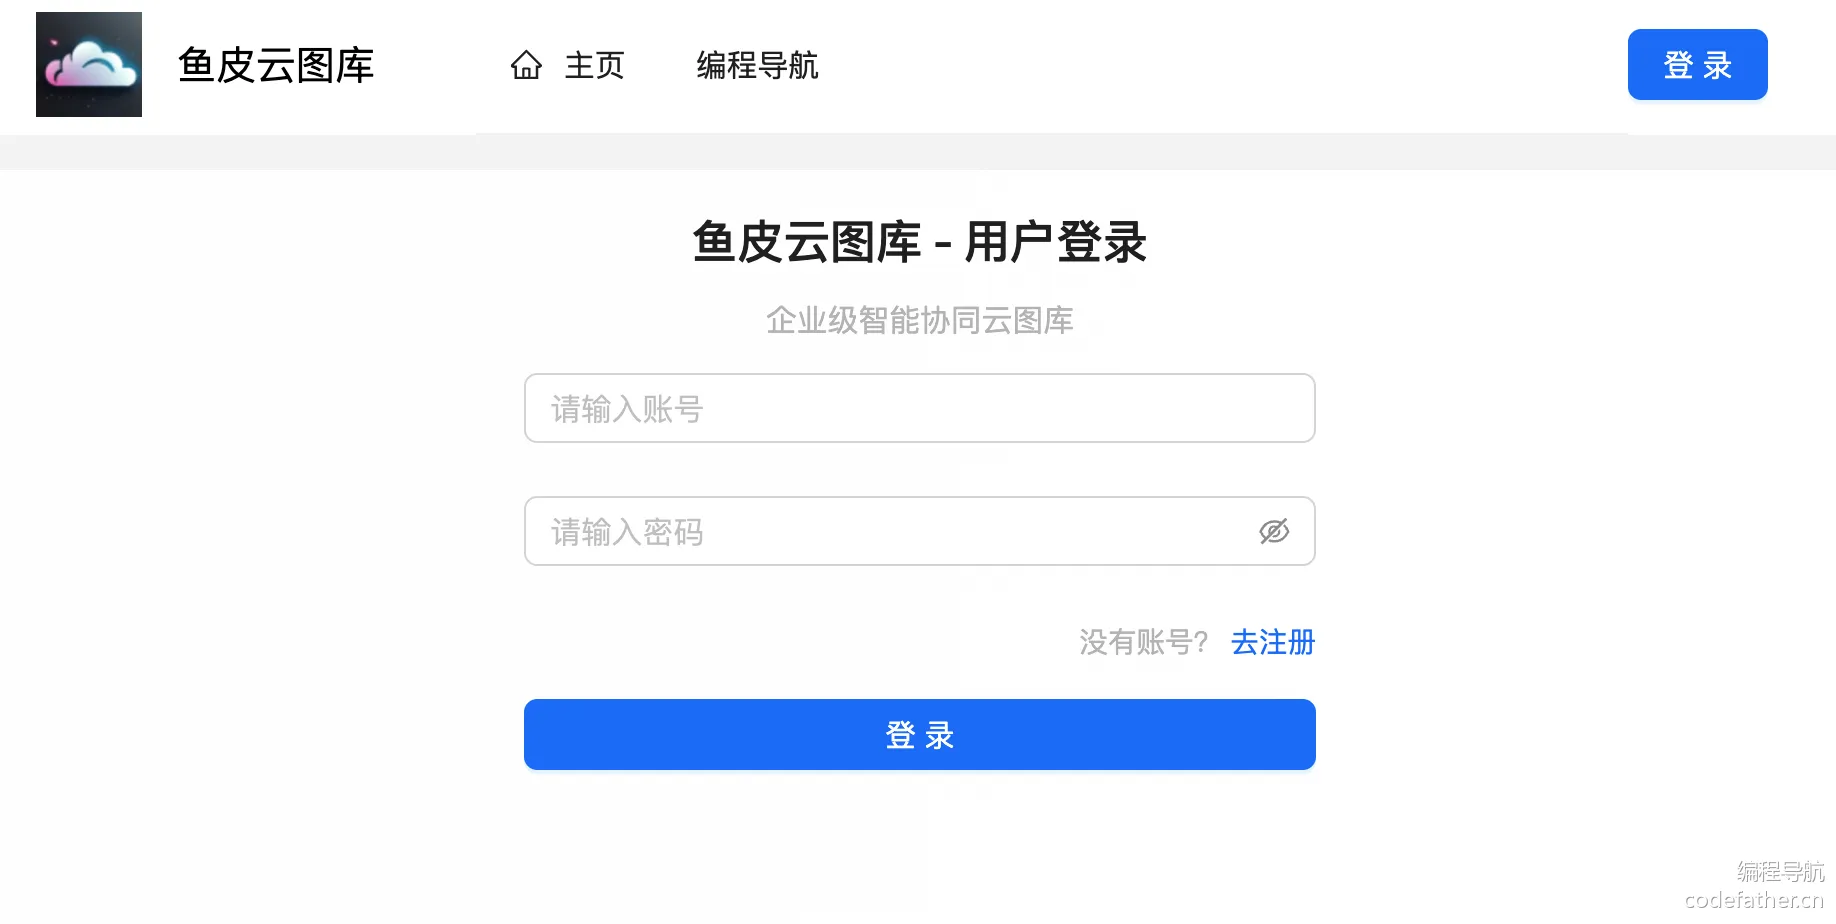 鱼皮云图库
主页
编程导航
登 录
鱼皮云图库 - 用户登录
企业级智能协同云图库
请输入账号
请输入密码
没有账号? 去注册
登 录
编程导航
codefather.cn